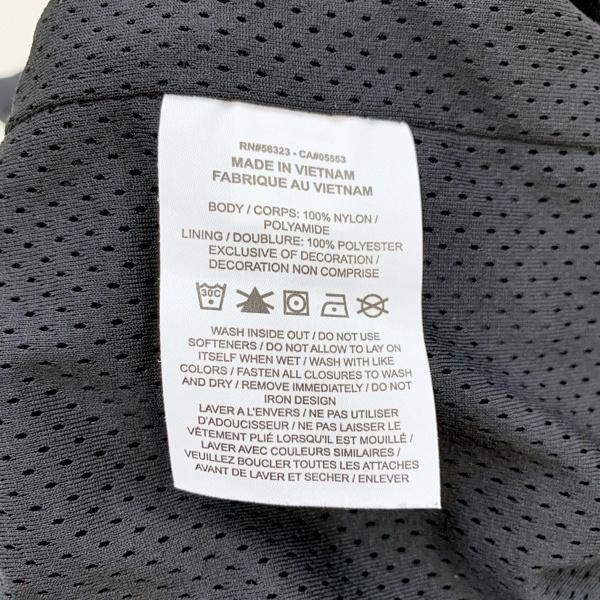 RN#56323 - CA#05553
MADE IN VIETNAM
FABRIQUE AU VIETNAM
BODY / CORPS: 100% NYLON /
POLYAMIDE
LINING / DOUBLURE: 100% POLYESTER
EXCLUSIVE OF DECORATION /
DECORATION NON COMPRISE
30C
WASH INSIDE OUT / DO NOT USE
SOFTENERS / DO NOT ALLOW TO LAY ON
ITSELF WHEN WET / WASH WITH LIKE
COLORS / FASTEN ALL CLOSURES TO WASH
AND DRY / REMOVE IMMEDIATELY / DO NOT
IRON DESIGN
LAVER A L'ENVERS / NE PAS UTILISER
D'ADOUCISSEUR / NE PAS LAISSER LE
VÊTEMENT PLIÉ LORSQU'IL EST MOUILLÉ /
LAVER AVEC COULEURS SIMILAIRES /
VEUILLEZ BOUCLER TOUTES LES ATTACHES
AVANT DE LAVER ET SECHER / ENLEVER